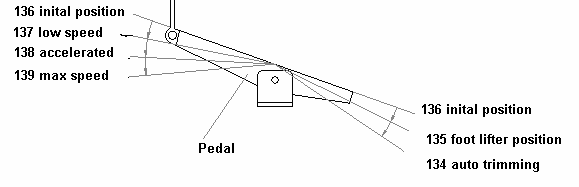 136 inital position
137 low speed
138 accelerated
139 max speed
136 inital position
135 foot lifter position
Pedal
134 auto trimming